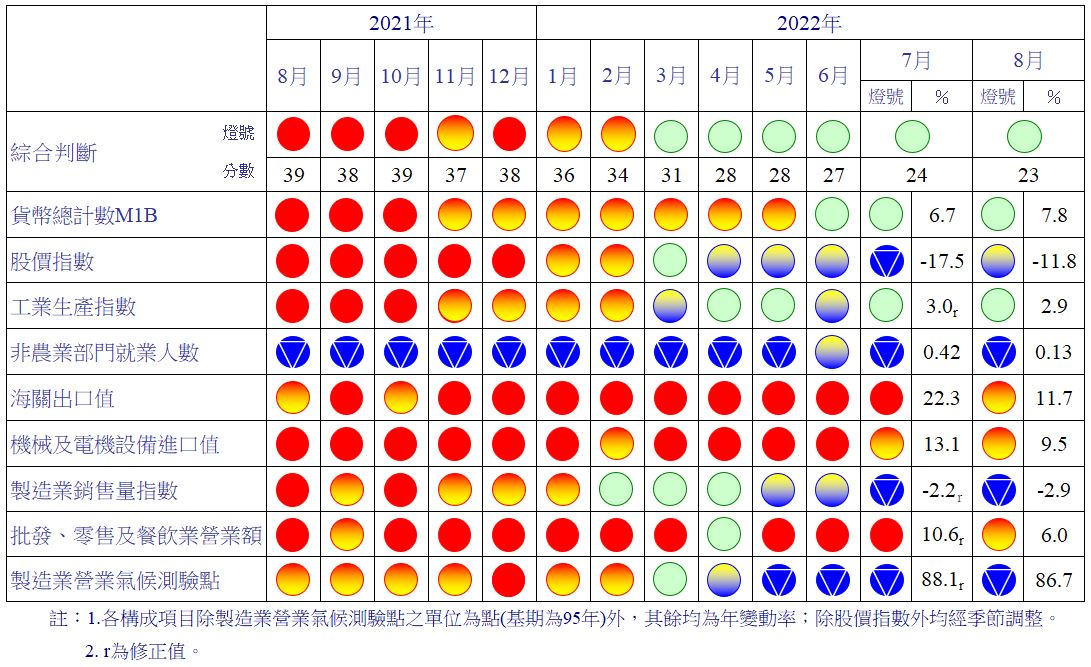 2021年 2022年
8月 9月 10月 11月 12月 1月 2月 3月 4月 5月 6月 7月 8月
燈號 % 燈號 %
綜合判斷 燈號
分數 39 38 39 37 38 36 34 31 28 28 27 24 23
貨幣總計數M1B 6.7 7.8
股價指數 -17.5 -11.8
工業生產指數 3.0r 2.9
非農業部門就業人數 0.42 0.13
海關出口值 22.3 11.7
機械及電機設備進口值 13.1 9.5
製造業銷售量指數 -2.2r -2.9
批發、零售及餐飲業營業額 10.6r 6.0
製造業營業氣候測驗點 88.1r 86.7
註：1.各構成項目除製造業營業氣候測驗點之單位為點(基期為95年)外，其餘均為年變動率；除股價指數外均經季節調整。
2. r為修正值。